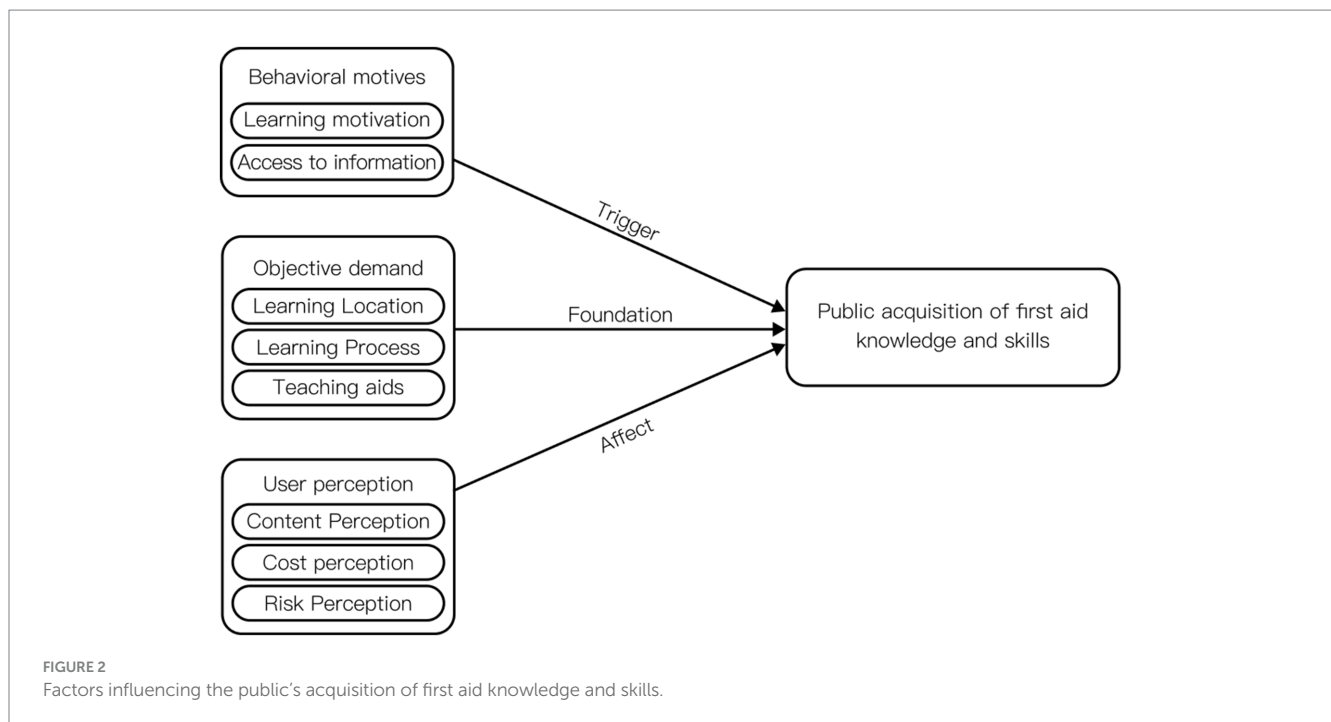 Behavioral motives
Learning motivation
Access to information
Trigger
Objective demand
Learning Location
Learning Process
Teaching aids
Foundation
Public acquisition of first aid
knowledge and skills
User perception
Content Perception
Cost perception
Risk Perception
Affect
FIGURE 2
Factors influencing the public's acquisition of first aid knowledge and skills.